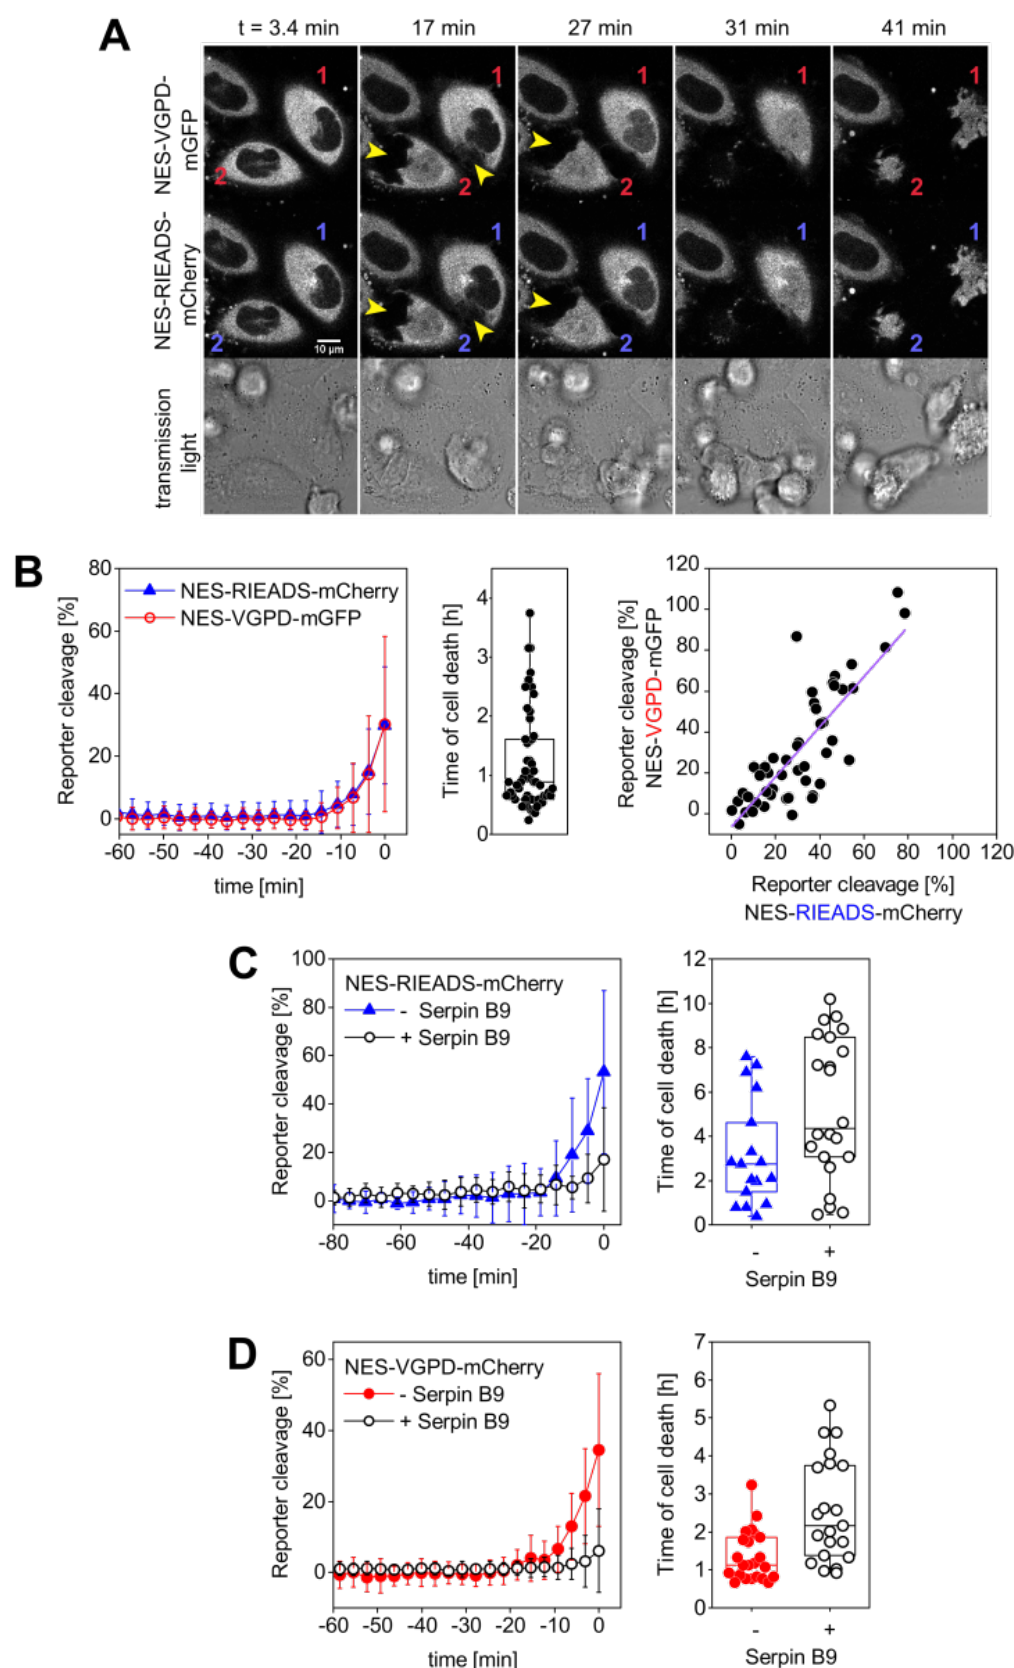 A
t = 3.4 min 17 min 27 min 31 min 41 min
NES-VGPD-
mGFP
1 1 1 1 1
2 2 2 2
NES-RIEADS-
mCherry
1 1 1 1 1
2 2 2 2
10 µm
transmission
light
B
Reporter cleavage [%]
80
60
40
20
0
NES-RIEADS-mCherry
NES-VGPD-mGFP
-60 -50 -40 -30 -20 -10 0
time [min]
Time of cell death [h]
4
3
2
1
0
Reporter cleavage [%]
NES-VGPD-mGFP
120
100
80
60
40
20
0
0 20 40 60 80 100 120
Reporter cleavage [%]
NES-RIEADS-mCherry
C
Reporter cleavage [%]
100
80
60
40
20
0
NES-RIEADS-mCherry
- Serpin B9
+ Serpin B9
-80 -60 -40 -20 0
time [min]
Time of cell death [h]
12
10
8
6
4
2
0
- +
Serpin B9
D
Reporter cleavage [%]
60
40
20
0
NES-VGPD-mCherry
- Serpin B9
+ Serpin B9
-60 -50 -40 -30 -20 -10 0
time [min]
Time of cell death [h]
7
6
5
4
3
2
1
0
- +
Serpin B9